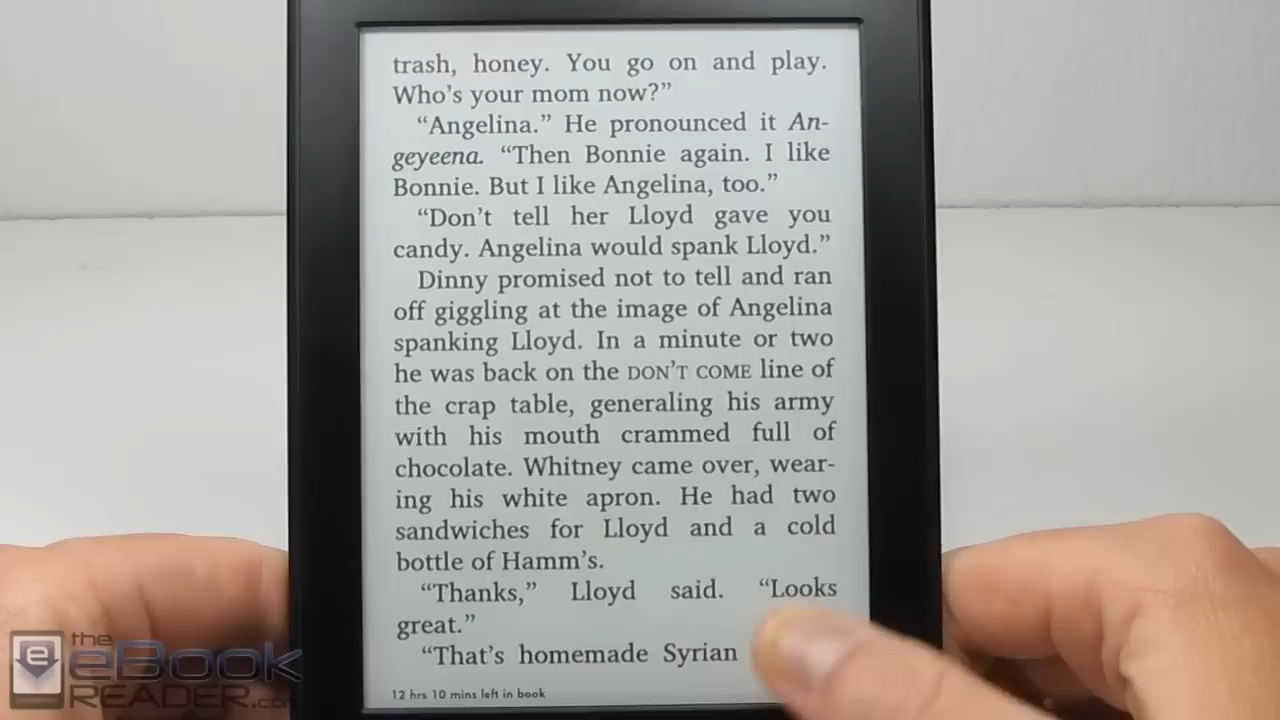 trash, honey. You go on and play.
Who's your mom now?”
“Angelina.” He pronounced it An-
geyeena. “Then Bonnie again. I like
Bonnie. But I like Angelina, too.”
“Don't tell her Lloyd gave you
candy. Angelina would spank Lloyd.”
Dinny promised not to tell and ran
off giggling at the image of Angelina
spanking Lloyd. In a minute or two
he was back on the DON'T COME line of
the crap table, generaling his army
with his mouth crammed full of
chocolate. Whitney came over, wear-
ing his white apron. He had two
sandwiches for Lloyd and a cold
bottle of Hamm's.
“Thanks,” Lloyd said. “Looks
great.”
“That's homemade Syrian
12 hrs 10 mins left in book
the
eBook
READER.com